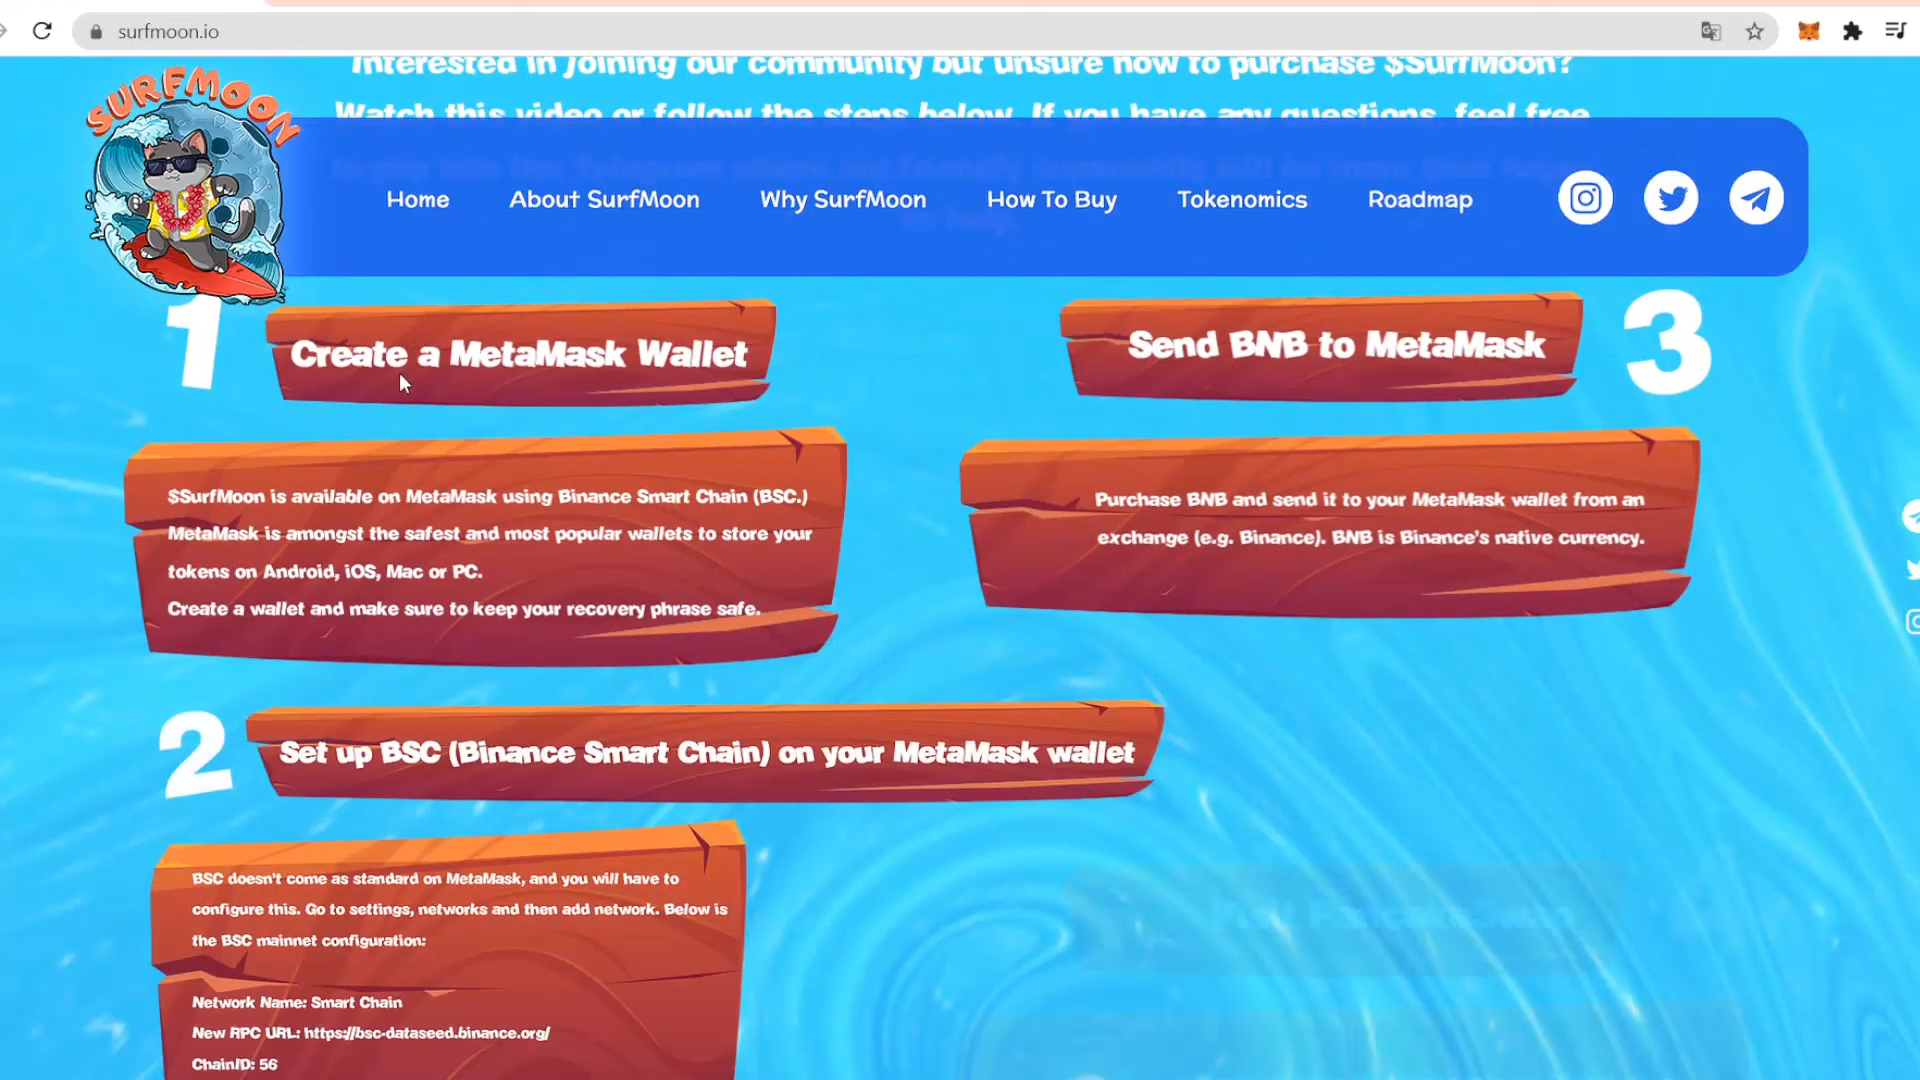 surfmoon.io
Interested in joining our community but unsure how to purchase $SurfMoon?
Watch this video or follow the steps below. If you have any questions, feel free
SURFMOON
Home
About SurfMoon
Why SurfMoon
How To Buy
Tokenomics
Roadmap
1
Create a MetaMask Wallet
$SurfMoon is available on MetaMask using Binance Smart Chain (BSC.)
MetaMask is amongst the safest and most popular wallets to store your
tokens on Android, iOS, Mac or PC.
Create a wallet and make sure to keep your recovery phrase safe.
Send BNB to MetaMask
3
Purchase BNB and send it to your MetaMask wallet from an
exchange (e.g. Binance). BNB is Binance's native currency.
2
Set up BSC (Binance Smart Chain) on your MetaMask wallet
BSC doesn't come as standard on MetaMask, and you will have to
configure this. Go to settings, networks and then add network. Below is
the BSC mainnet configuration:
Network Name: Smart Chain
New RPC URL: https://bsc-dataseed.binance.org/
ChainID: 56